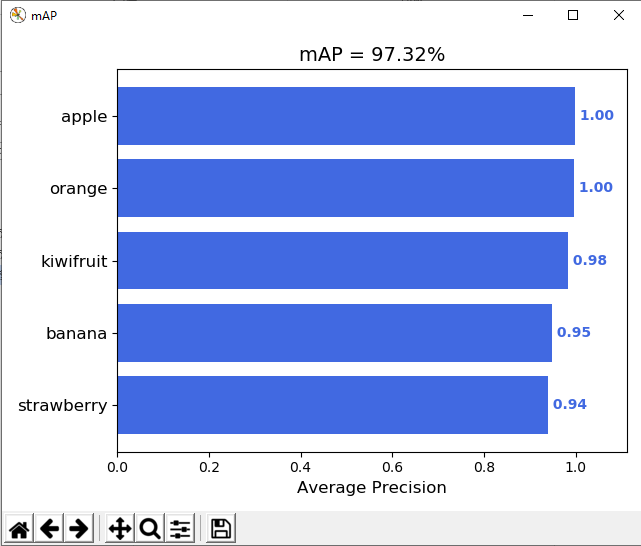 mAP
mAP = 97.32%
apple
1.00
orange
1.00
kiwifruit
0.98
banana
0.95
strawberry
0.94
0.0 0.2 0.4 0.6 0.8 1.0
Average Precision